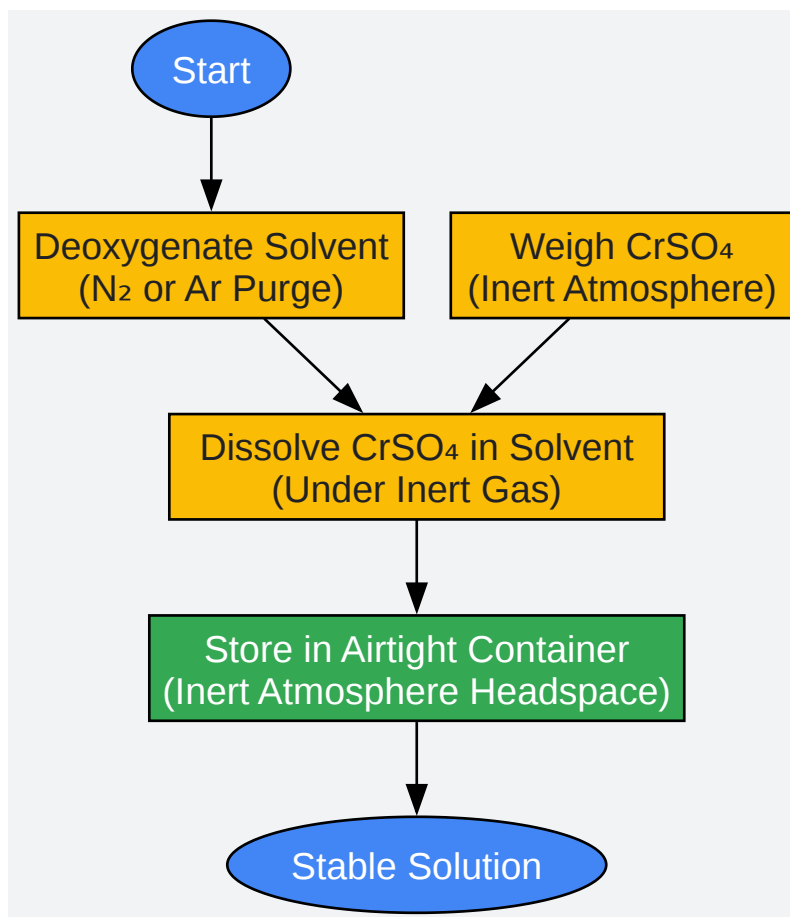 Start
Deoxygenate Solvent
(N₂ or Ar Purge)
Weigh CrSO₄
(Inert Atmosphere)
Dissolve CrSO₄ in Solvent
(Under Inert Gas)
Store in Airtight Container
(Inert Atmosphere Headspace)
Stable Solution